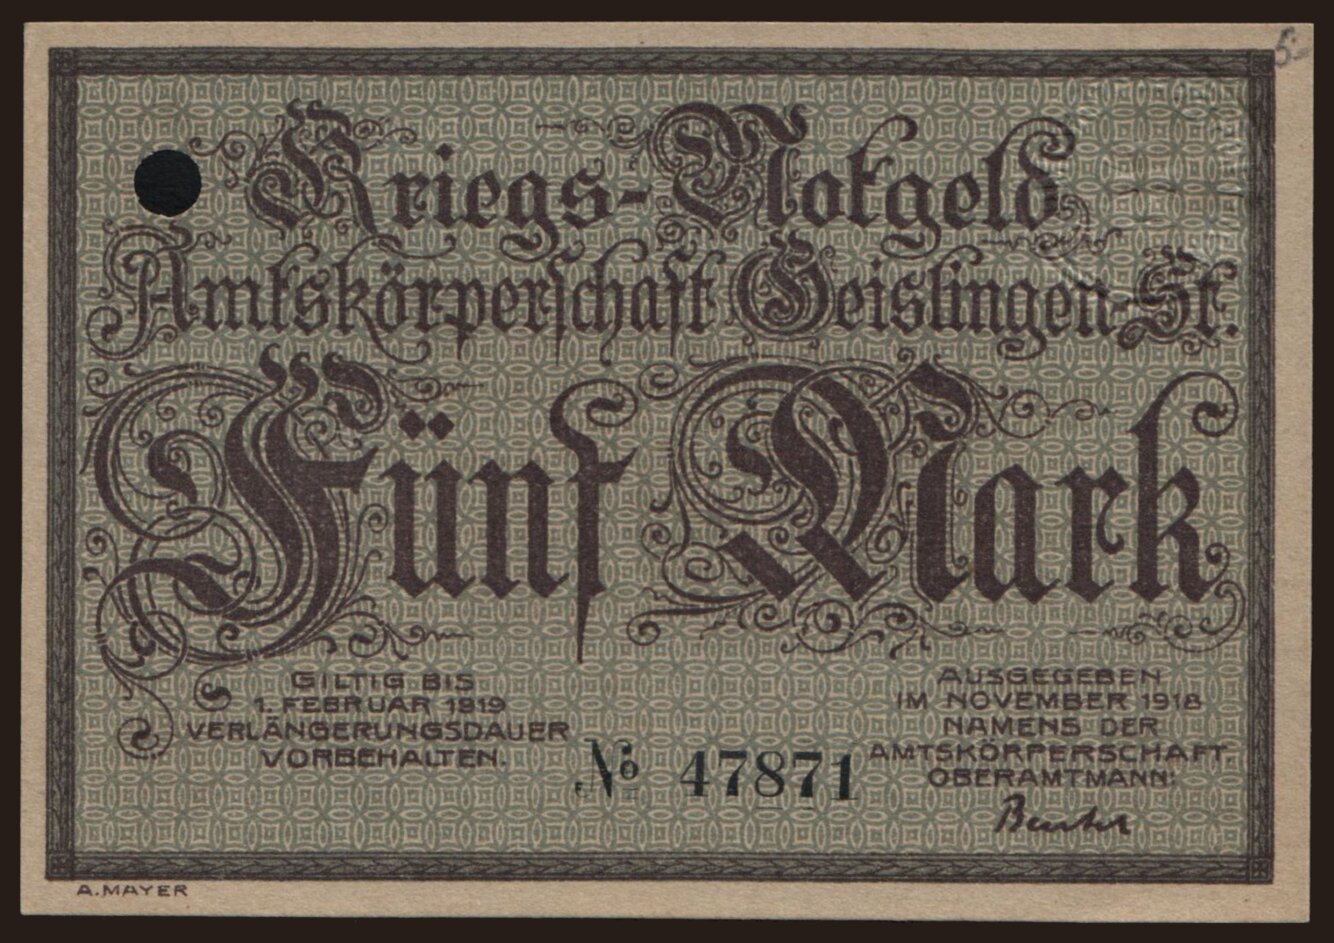 5.-
Kriegs-Notgeld
Amtskörperschaft Geislingen-St.
Fünf Mark
GILTIG BIS
1. FEBRUAR 1919
VERLÄNGERUNGSDAUER
VORBEHALTEN.
№ 47871
AUSGEGEBEN
IM NOVEMBER 1918
NAMENS DER
AMTSKÖRPERSCHAFT.
OBERAMTMANN:
A. MAYER